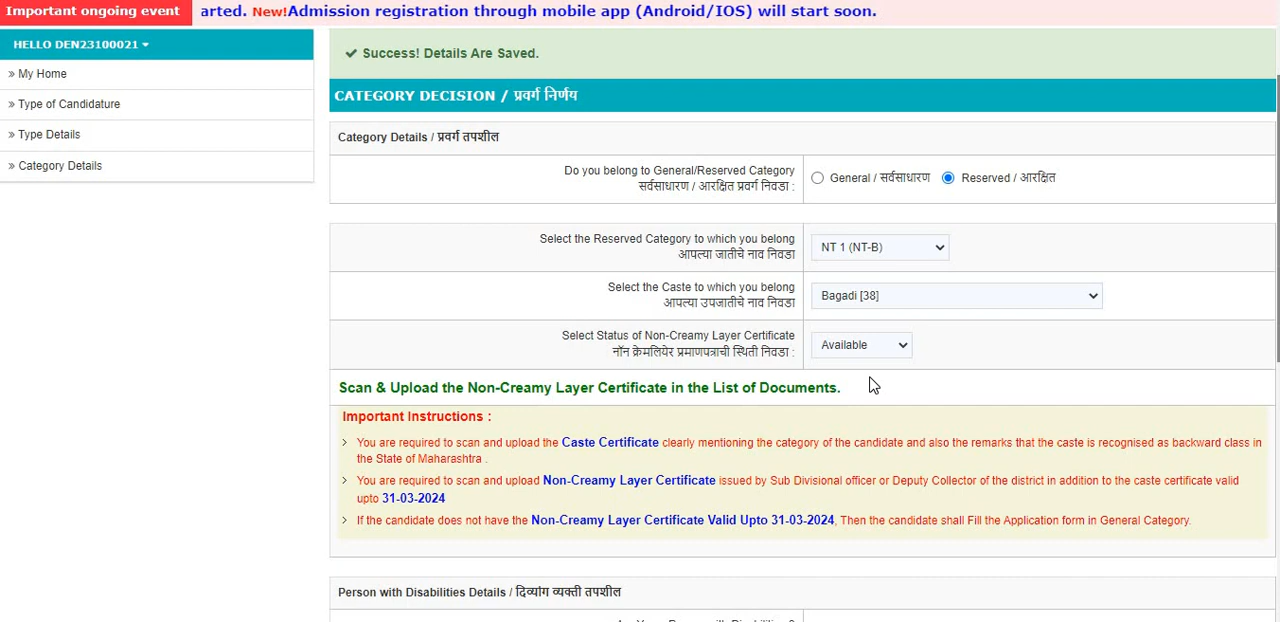 Important ongoing event arted. New!Admission registration through mobile app (Android/IOS) will start soon.
HELLO DEN23100021
» My Home
» Type of Candidature
» Type Details
» Category Details
✔ Success! Details Are Saved.
CATEGORY DECISION / प्रवर्ग निर्णय
Category Details / प्रवर्ग तपशील
Do you belong to General/Reserved Category
सर्वसाधारण / आरक्षित प्रवर्ग निवडा :
General / सर्वसाधारण Reserved / आरक्षित
Select the Reserved Category to which you belong
आपल्या जातीचे नाव निवडा
NT 1 (NT-B)
Select the Caste to which you belong
आपल्या उपजातीचे नाव निवडा
Bagadi [38]
Select Status of Non-Creamy Layer Certificate
नॉन क्रेमलियेर प्रमाणपत्राची स्थिती निवडा :
Available
Scan & Upload the Non-Creamy Layer Certificate in the List of Documents.
Important Instructions :
You are required to scan and upload the Caste Certificate clearly mentioning the category of the candidate and also the remarks that the caste is recognised as backward class in
the State of Maharashtra .
You are required to scan and upload Non-Creamy Layer Certificate issued by Sub Divisional officer or Deputy Collector of the district in addition to the caste certificate valid
upto 31-03-2024
If the candidate does not have the Non-Creamy Layer Certificate Valid Upto 31-03-2024, Then the candidate shall Fill the Application form in General Category.
Person with Disabilities Details / दिव्यांग व्यक्ती तपशील